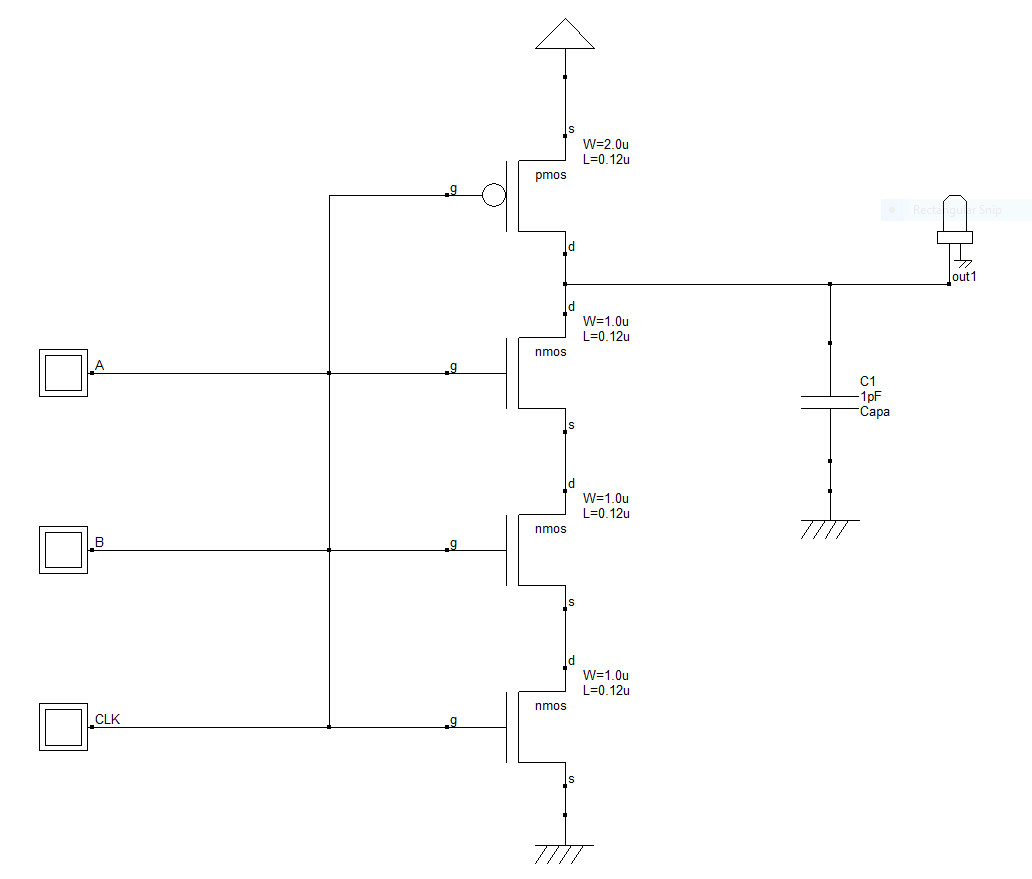 s
W=2.0u
L=0.12u
pmos
g
d
Rectangular Snip
out1
d
W=1.0u
L=0.12u
nmos
A
g
C1
1pF
Capa
s
d
W=1.0u
L=0.12u
nmos
B
g
s
d
W=1.0u
L=0.12u
nmos
CLK
g
s